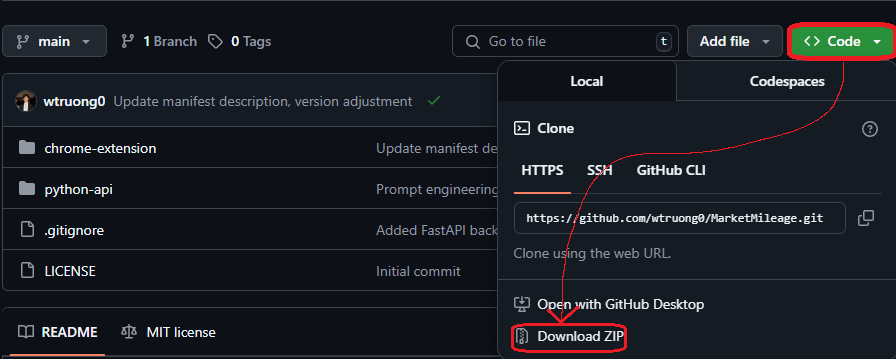 main 1 Branch 0 Tags Go to file t Add file <> Code
wtruong0 Update manifest description, version adjustment
chrome-extension Update manifest de
python-api Prompt engineering
.gitignore Added FastAPI back
LICENSE Initial commit
README MIT license
Local Codespaces
Clone
HTTPS SSH GitHub CLI
https://github.com/wtruong0/MarketMileage.git
Clone using the web URL.
Open with GitHub Desktop
Download ZIP